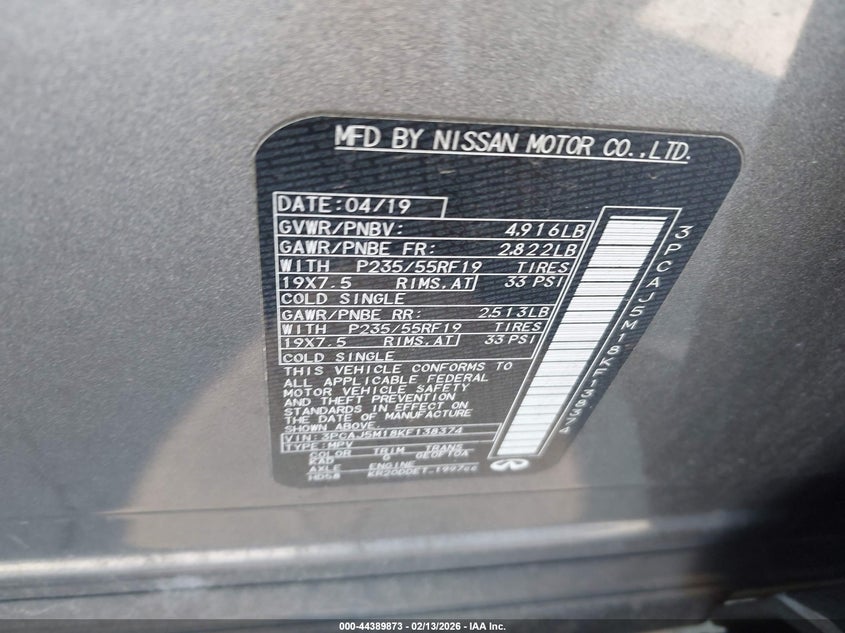 MFD BY NISSAN MOTOR CO.,LTD.
DATE:04/19
GVWR/PNBV: 4,916LB
GAWR/PNBE FR: 2,822LB
WITH P235/55RF19 TIRES
19X7.5 RIMS,AT 33 PSI
COLD SINGLE
GAWR/PNBE RR: 2,513LB
WITH P235/55RF19 TIRES
19X7.5 RIMS,AT 33 PSI
COLD SINGLE
THIS VEHICLE CONFORMS TO
ALL APPLICABLE FEDERAL
MOTOR VEHICLE SAFETY
AND THEFT PREVENTION
STANDARDS IN EFFECT ON
THE DATE OF MANUFACTURE
SHOWN ABOVE.
VIN: 3PCAJ5M18KF138374
TYPE: MPV
COLOR TRIM TRANS
KAD G
AXLE ENGINE
KR20DDET 1997cc
3PCAJ5M18KF138374
000-44389873 - 02/13/2026 - IAA Inc.